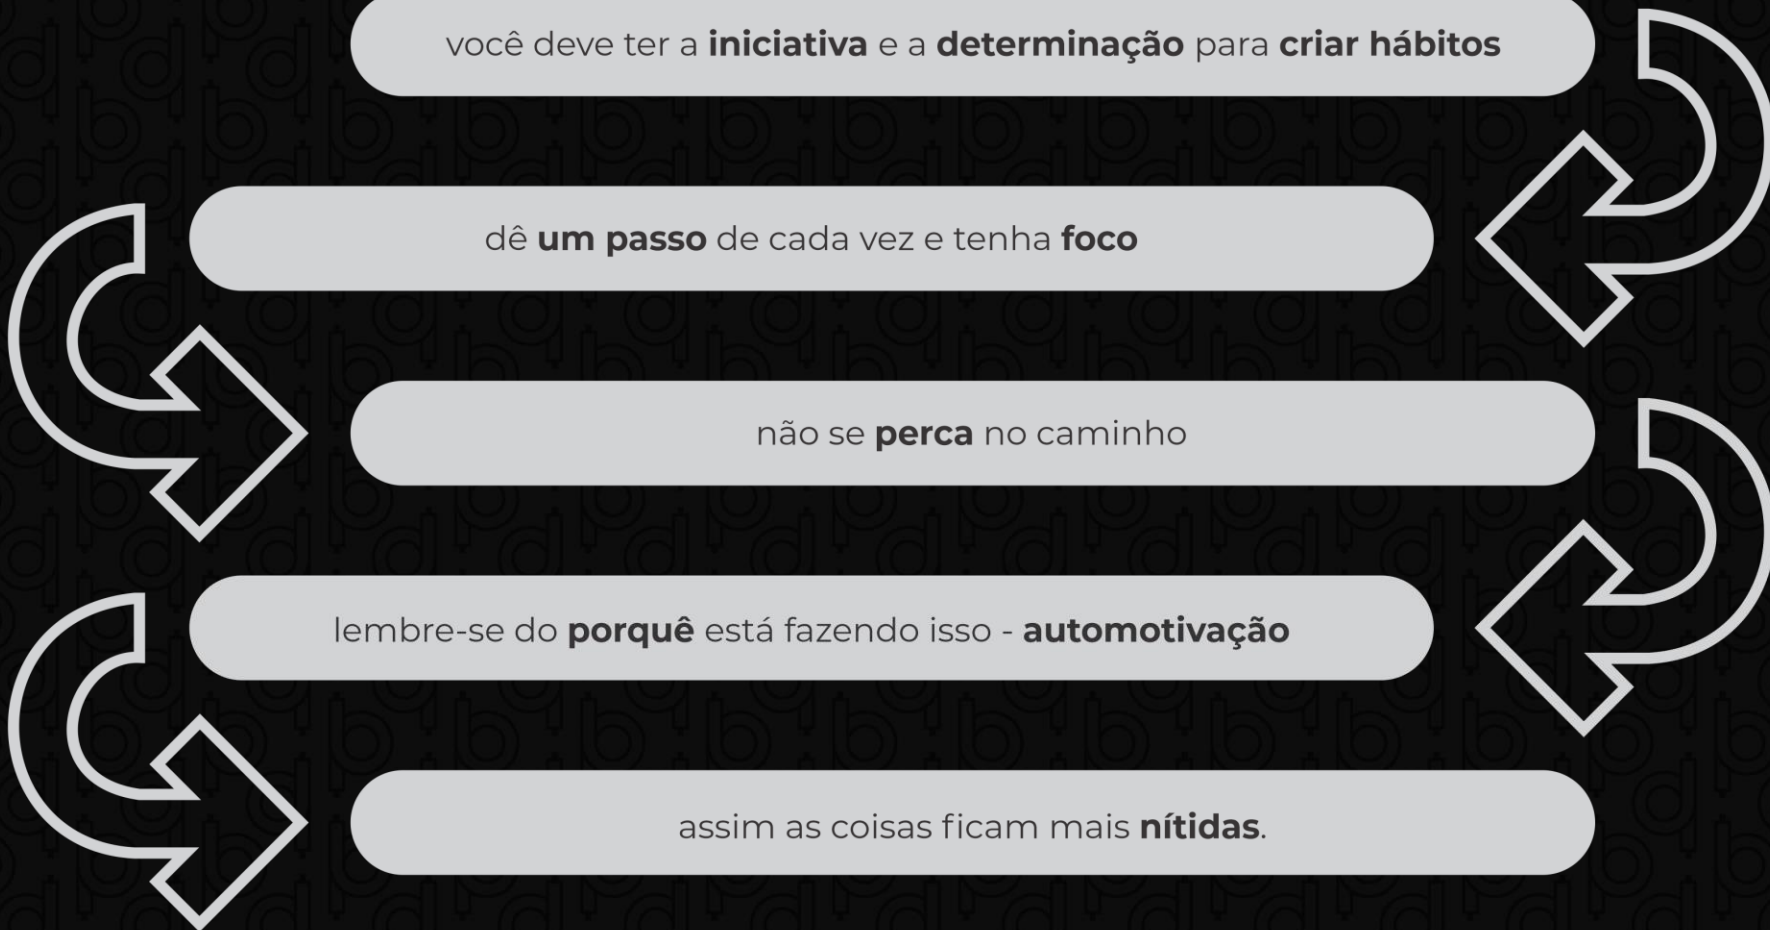 você deve ter a iniciativa e a determinação para criar hábitos
dê um passo de cada vez e tenha foco
não se perca no caminho
lembre-se do porquê está fazendo isso - automotivação
assim as coisas ficam mais nítidas.